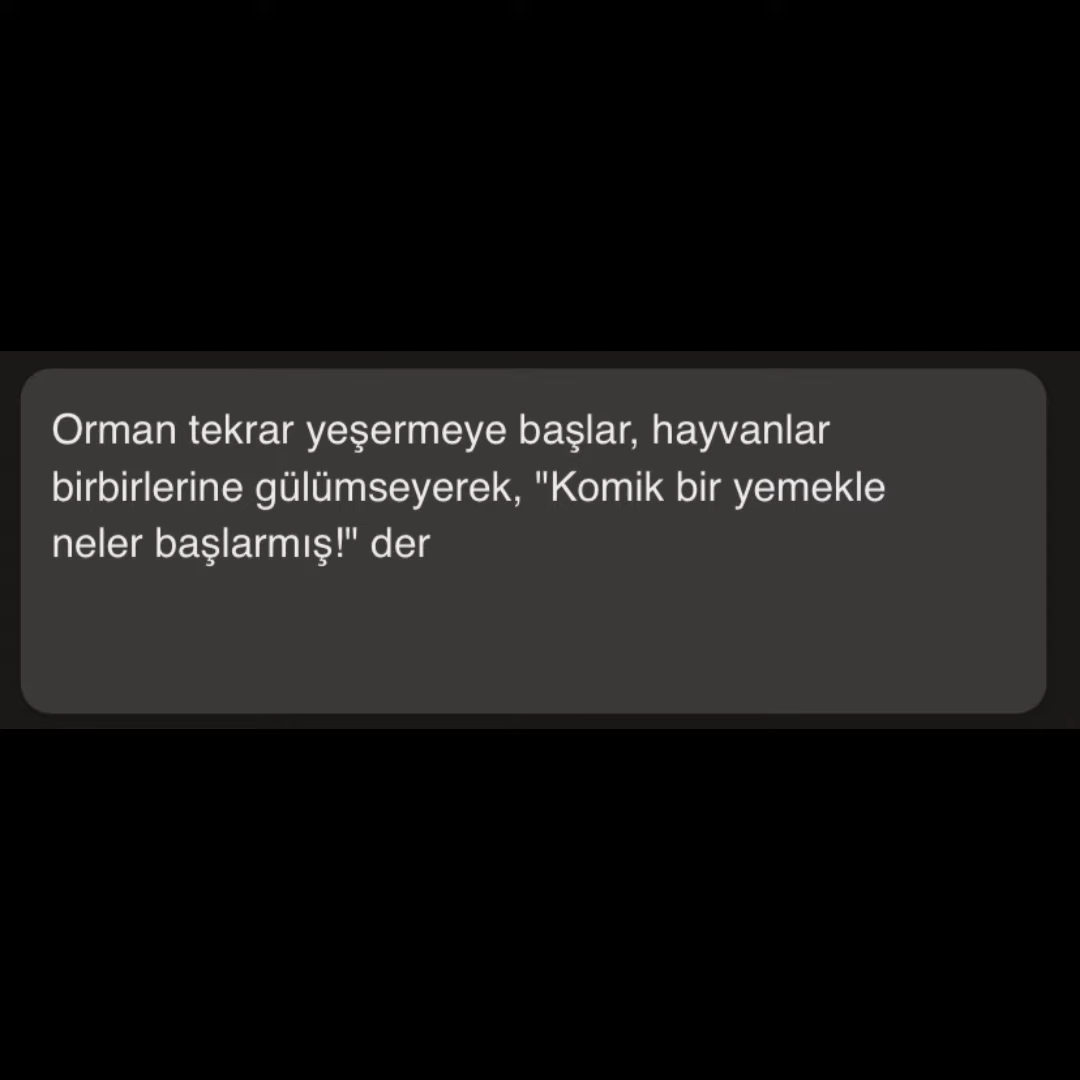 Orman tekrar yeşermeye başlar, hayvanlar
birbirlerine gülümseyerek, "Komik bir yemekle
neler başlarmış!" der